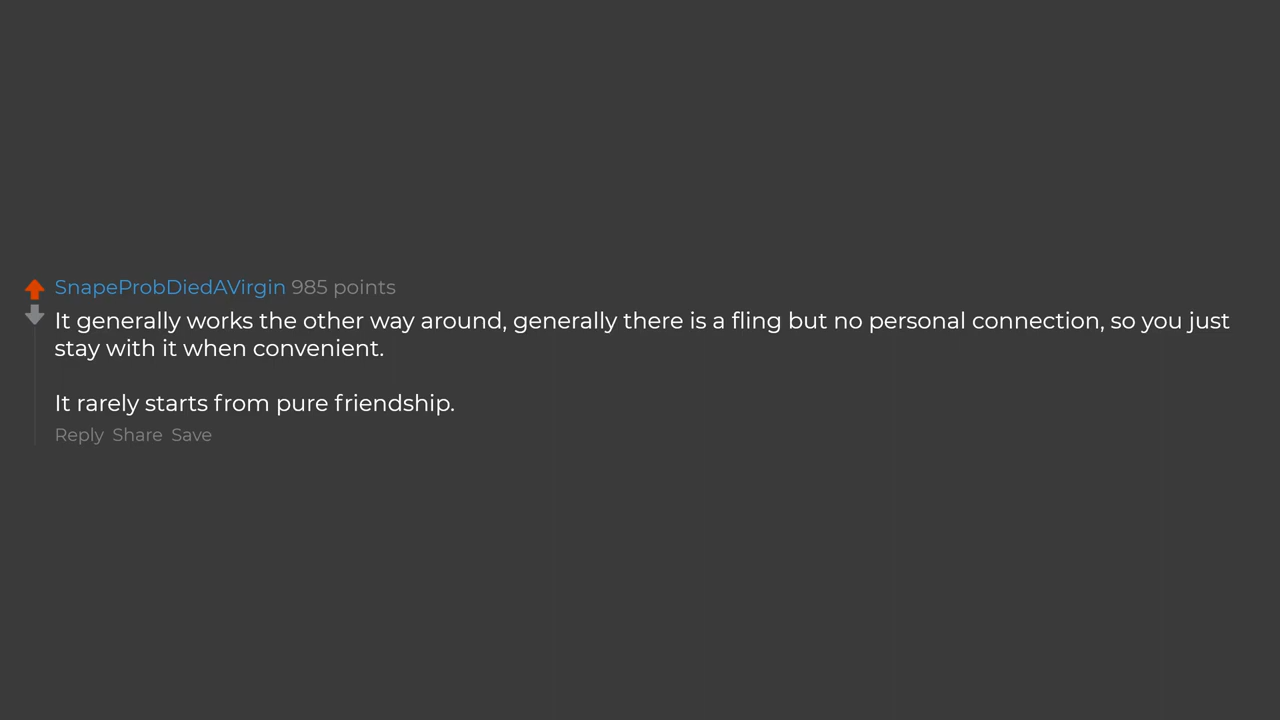 SnapeProbDiedAVirgin 985 points
It generally works the other way around, generally there is a fling but no personal connection, so you just
stay with it when convenient.
It rarely starts from pure friendship.
Reply Share Save